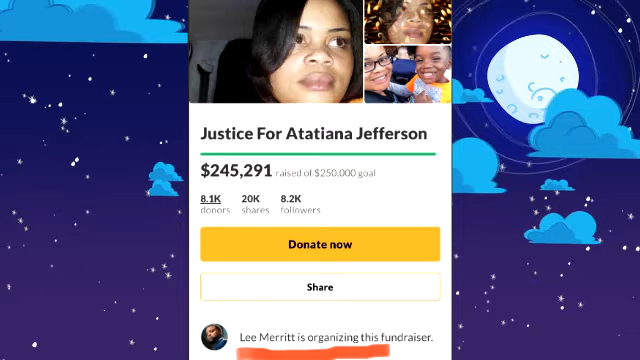 Justice For Atatiana Jefferson
$245,291 raised of $250,000 goal
8.1K 20K 8.2K
donors shares followers
Donate now
Share
Lee Merritt is organizing this fundraiser.